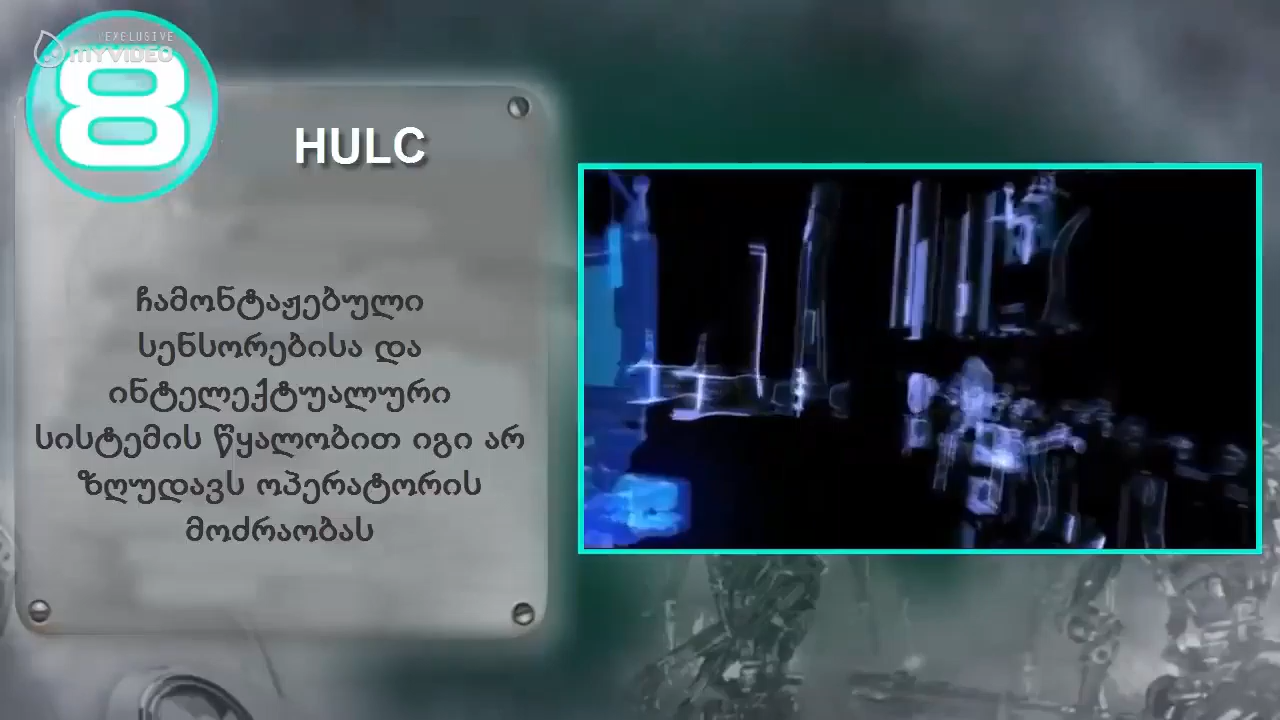 EXCLUSIVE
MYVIDEO
8
HULC
ჩამონტაჟებული
სენსორებისა და
ინტელექტუალური
სისტემის წყალობით იგი არ
ზღუდავს ოპერატორის
მოძრაობას